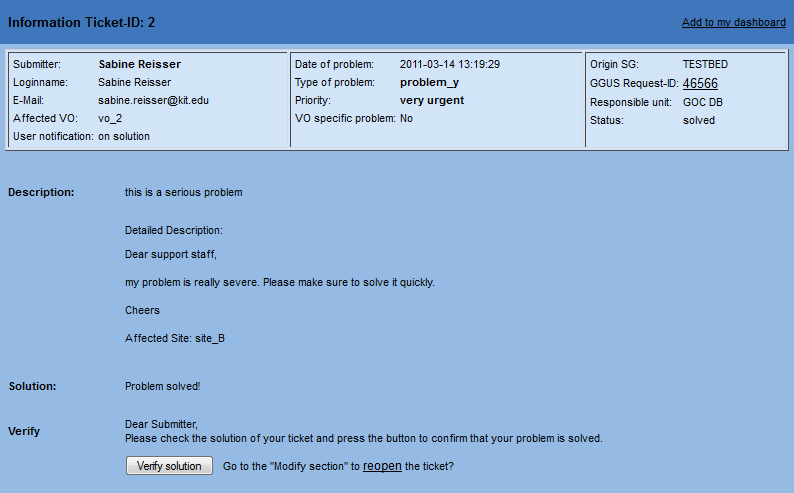 Information Ticket-ID: 2
Add to my dashboard
Submitter: Sabine Reisser
Loginname: Sabine Reisser
E-Mail: sabine.reisser@kit.edu
Affected VO: vo_2
User notification: on solution
Date of problem: 2011-03-14 13:19:29
Type of problem: problem_y
Priority: very urgent
VO specific problem: No
Origin SG: TESTBED
GGUS Request-ID: 46566
Responsible unit: GOC DB
Status: solved
Description: this is a serious problem
Detailed Description:
Dear support staff,
my problem is really severe. Please make sure to solve it quickly.
Cheers
Affected Site: site_B
Solution: Problem solved!
Verify
Dear Submitter,
Please check the solution of your ticket and press the button to confirm that your problem is solved.
Verify solution Go to the "Modify section" to reopen the ticket?